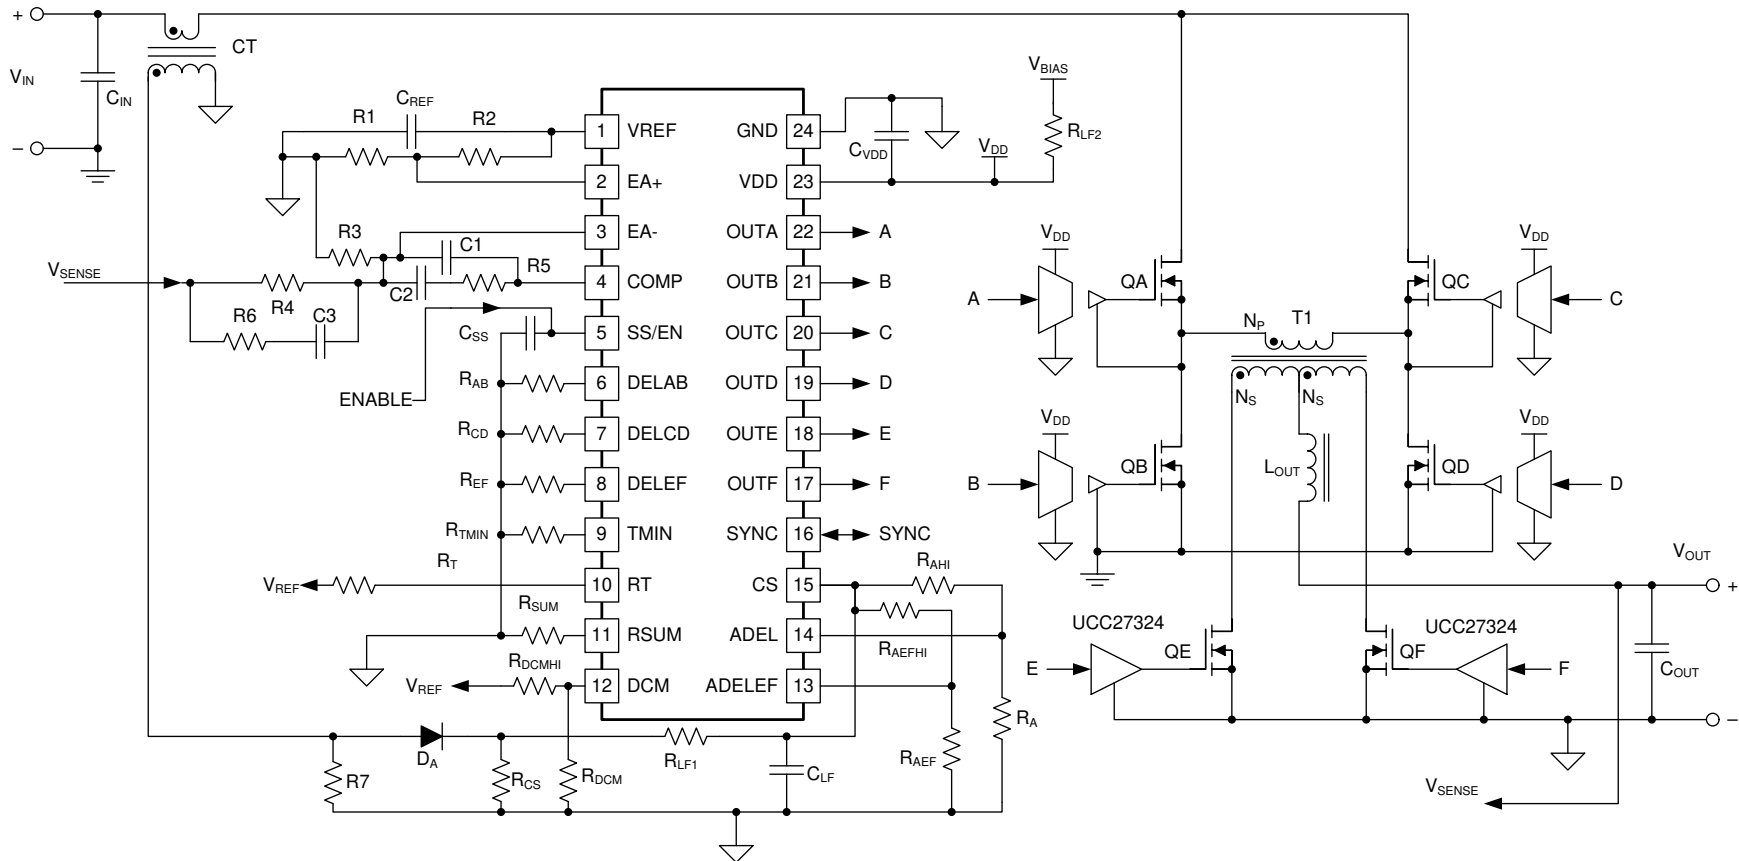 +
CT
V_IN
C_IN
–
R1
C_REF
R2
R3
C1
V_SENSE
R4
C2
R5
R6
C3
C_SS
ENABLE
R_AB
R_CD
R_EF
R_TMIN
R_T
V_REF
R_SUM
R_DCMHI
V_REF
1 VREF
2 EA+
3 EA-
4 COMP
5 SS/EN
6 DELAB
7 DELCD
8 DELEF
9 TMIN
10 RT
11 RSUM
12 DCM
GND 24
VDD 23
OUTA 22 A
OUTB 21 B
OUTC 20 C
OUTD 19 D
OUTE 18 E
OUTF 17 F
SYNC 16 SYNC
CS 15
ADEL 14
ADELEF 13
C_VDD
V_DD
V_BIAS
R_LF2
R_AHI
R_AEFHI
R_A
R_AEF
D_A
R7
R_CS
R_DCM
R_LF1
C_LF
V_DD
A
QA
V_DD
QC
C
N_P
T1
N_S
N_S
V_DD
B
QB
L_OUT
V_DD
QD
D
V_OUT
+
UCC27324
E
QE
UCC27324
QF
F
C_OUT
–
V_SENSE